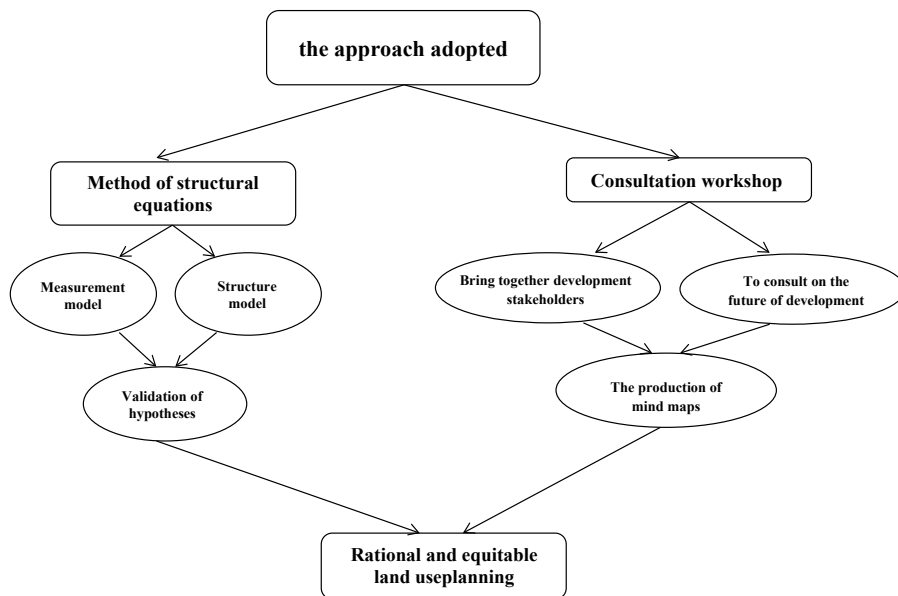 the approach adopted
Method of structural
equations
Consultation workshop
Measurement
model
Structure
model
Bring together development
stakeholders
To consult on the
future of development
Validation of
hypotheses
The production of
mind maps
Rational and equitable
land useplanning